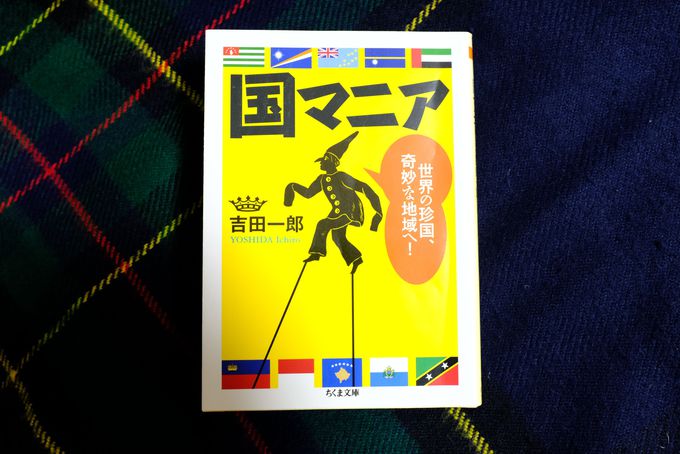 国マニア
世界の珍国、
奇妙な地域へ！
吉田一郎
YOSHIDA Ichiro
ちくま文庫